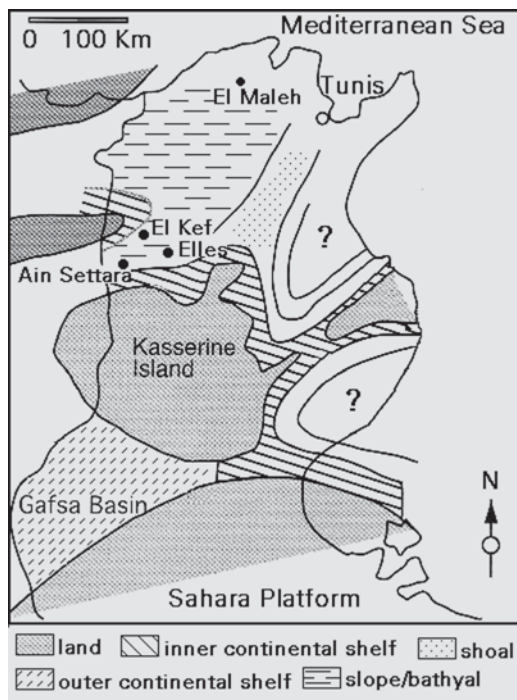 Mediterranean Sea
0 100 Km
El Maleh
Tunis
?
El Kef
Elles
Ain Settara
Kasserine
Island
?
Gafsa Basin
N
Sahara Platform
land
inner continental shelf
shoal
outer continental shelf
slope/bathyal